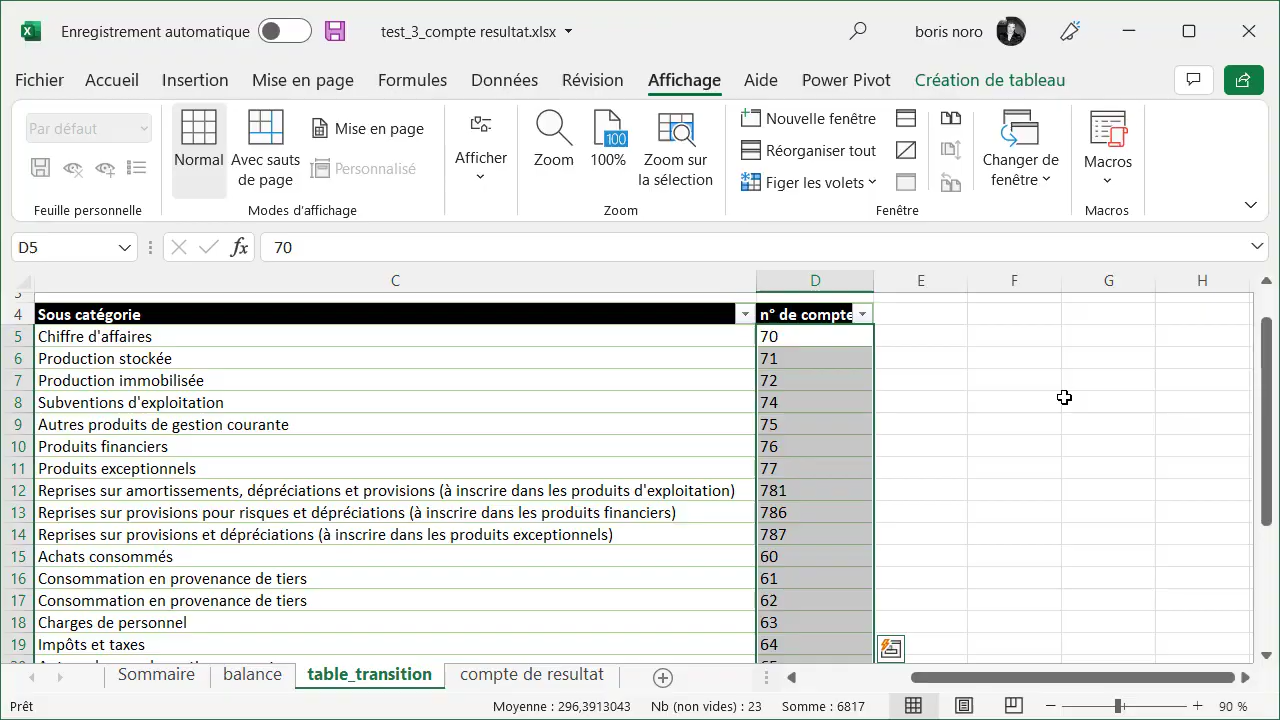 Enregistrement automatique test_3_compte resultat.xlsx boris noro
Fichier Accueil Insertion Mise en page Formules Données Révision Affichage Aide Power Pivot Création de tableau
Par défaut
Feuille personnelle
Normal
Avec sauts
de page
Mise en page
Personnalisé
Modes d'affichage
Afficher
Zoom
100
100%
Zoom sur
la sélection
Zoom
Nouvelle fenêtre
Réorganiser tout
Figer les volets
Changer de
fenêtre
Fenêtre
Macros
Macros
D5 fx 70
C D E F G H
4 Sous catégorie n° de compte
5 Chiffre d'affaires 70
6 Production stockée 71
7 Production immobilisée 72
8 Subventions d'exploitation 74
9 Autres produits de gestion courante 75
10 Produits financiers 76
11 Produits exceptionnels 77
12 Reprises sur amortissements, dépréciations et provisions (à inscrire dans les produits d'exploitation) 781
13 Reprises sur provisions pour risques et dépréciations (à inscrire dans les produits financiers) 786
14 Reprises sur provisions et dépréciations (à inscrire dans les produits exceptionnels) 787
15 Achats consommés 60
16 Consommation en provenance de tiers 61
17 Consommation en provenance de tiers 62
18 Charges de personnel 63
19 Impôts et taxes 64
Sommaire balance table_transition compte de resultat
Prêt Moyenne : 296,3913043 Nb (non vides) : 23 Somme : 6817 90 %